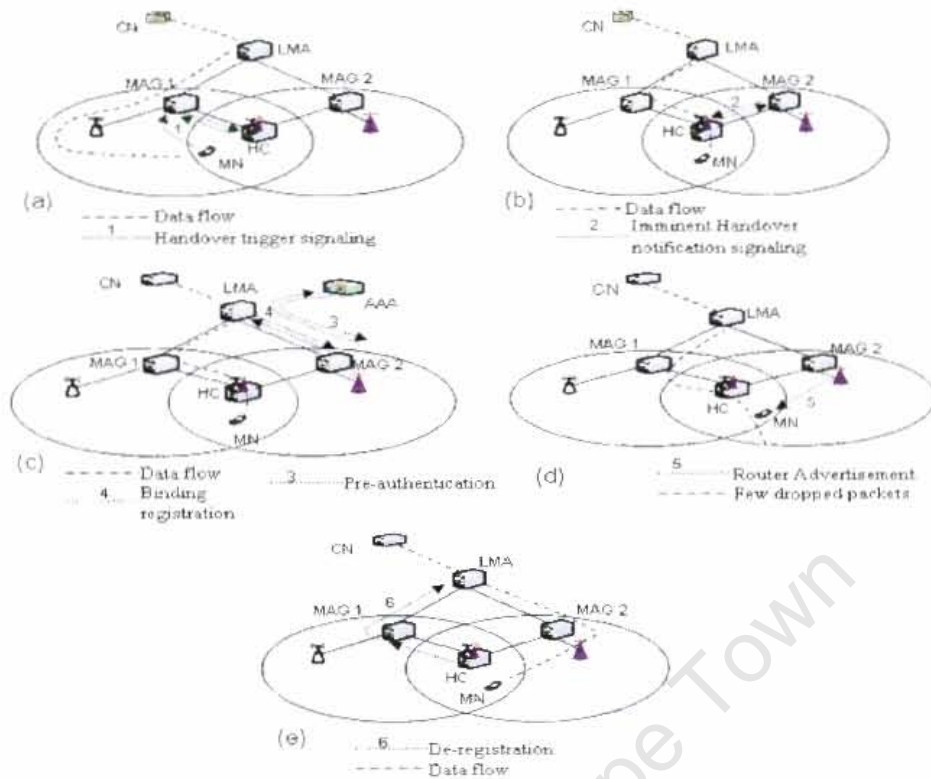 CN
LMA
MAG 1
MAG 2
1
HC
MN
(a)
Data flow
1
Handover trigger signaling
CN
LMA
MAG 1
MAG 2
2
HC
MN
(b)
Data flow
2
Imminent Handover
notification signaling
CN
LMA
AAA
4
3
MAG 1
MAG 2
HC
MN
(c)
Data flow
4
Binding
registration
3
Pre-authentication
CN
LMA
MAG 1
MAG 2
HC
5
MN
(d)
5
Router Advertisement
Few dropped packets
CN
LMA
6
MAG 1
MAG 2
HC
MN
(e)
6
De-registration
Data flow
pe Town